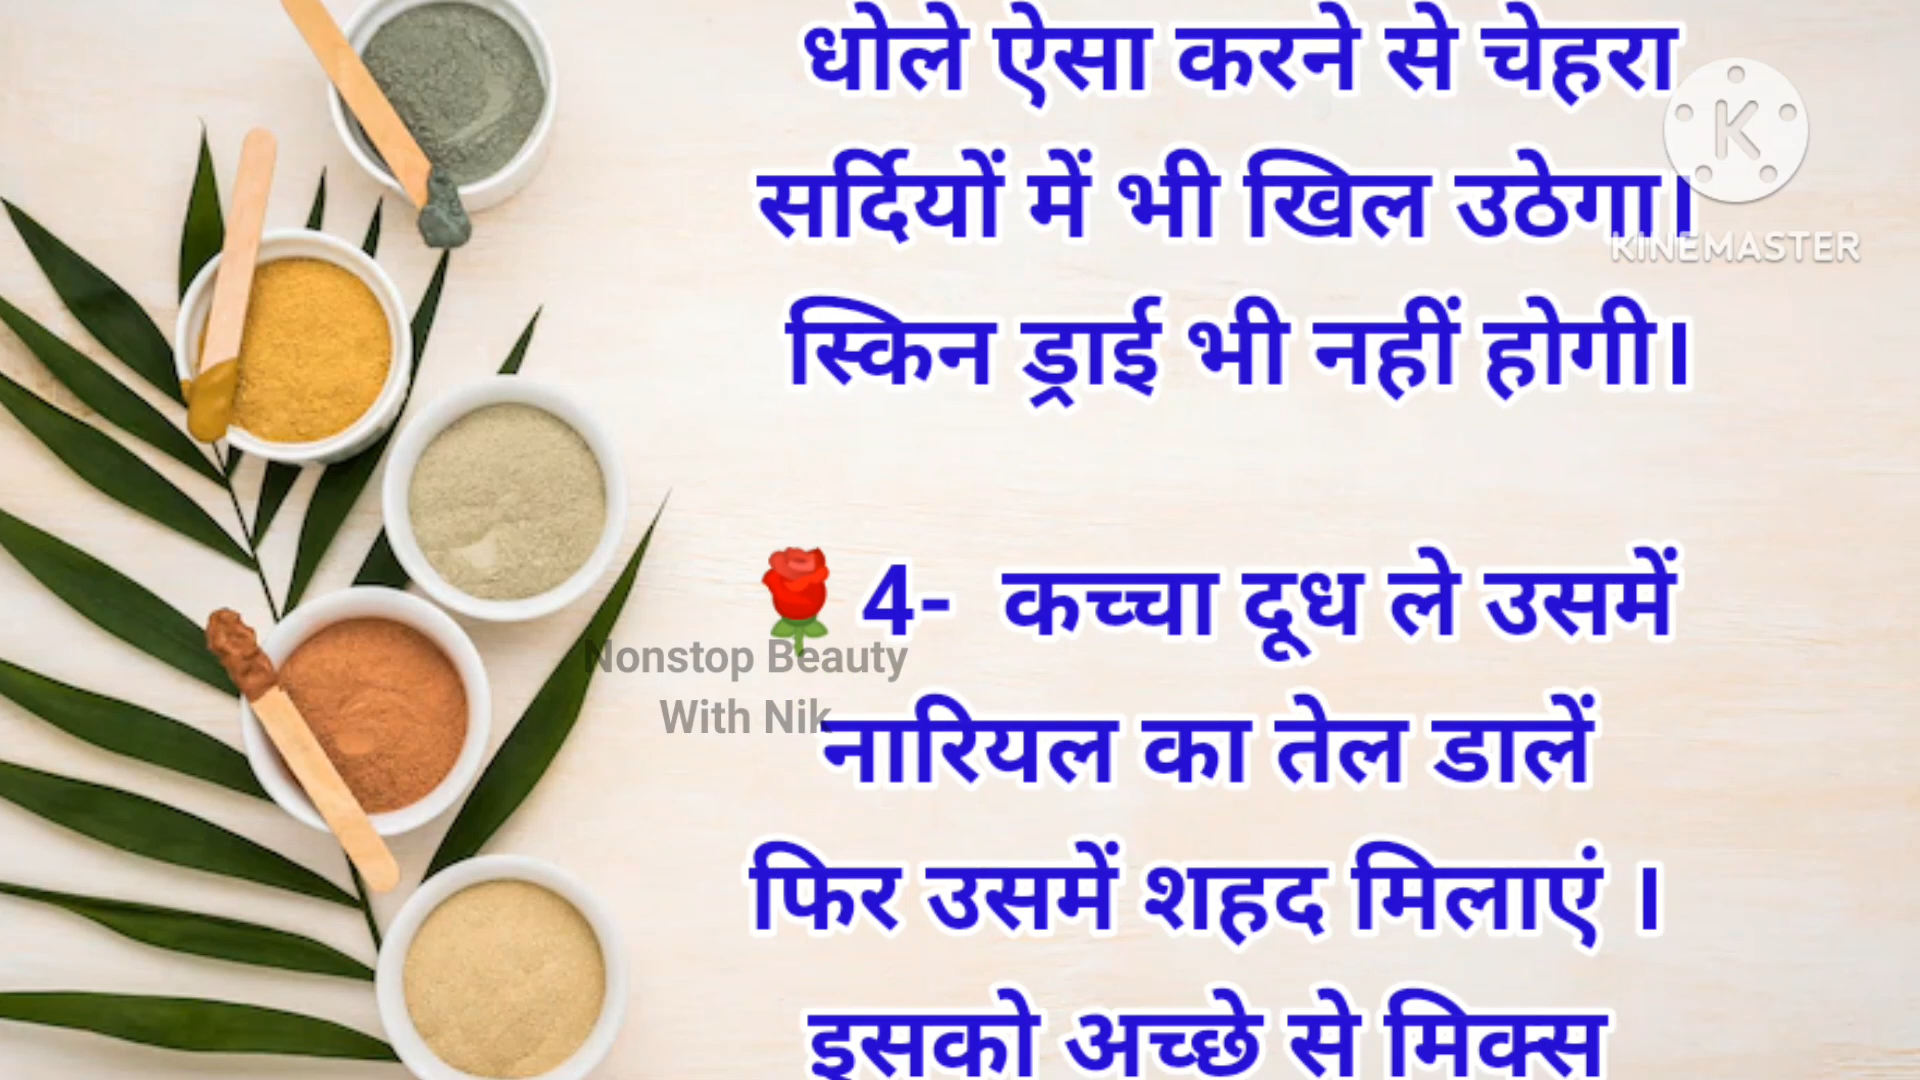 धोले ऐसा करने से चेहरा
सर्दियों में भी खिल उठेगा।
KINEMASTER
स्किन ड्राई भी नहीं होगी।
4- कच्चा दूध ले उसमें
Nonstop Beauty
With Nik
नारियल का तेल डालें
फिर उसमें शहद मिलाएं ।
इसको अच्छे से मिक्स